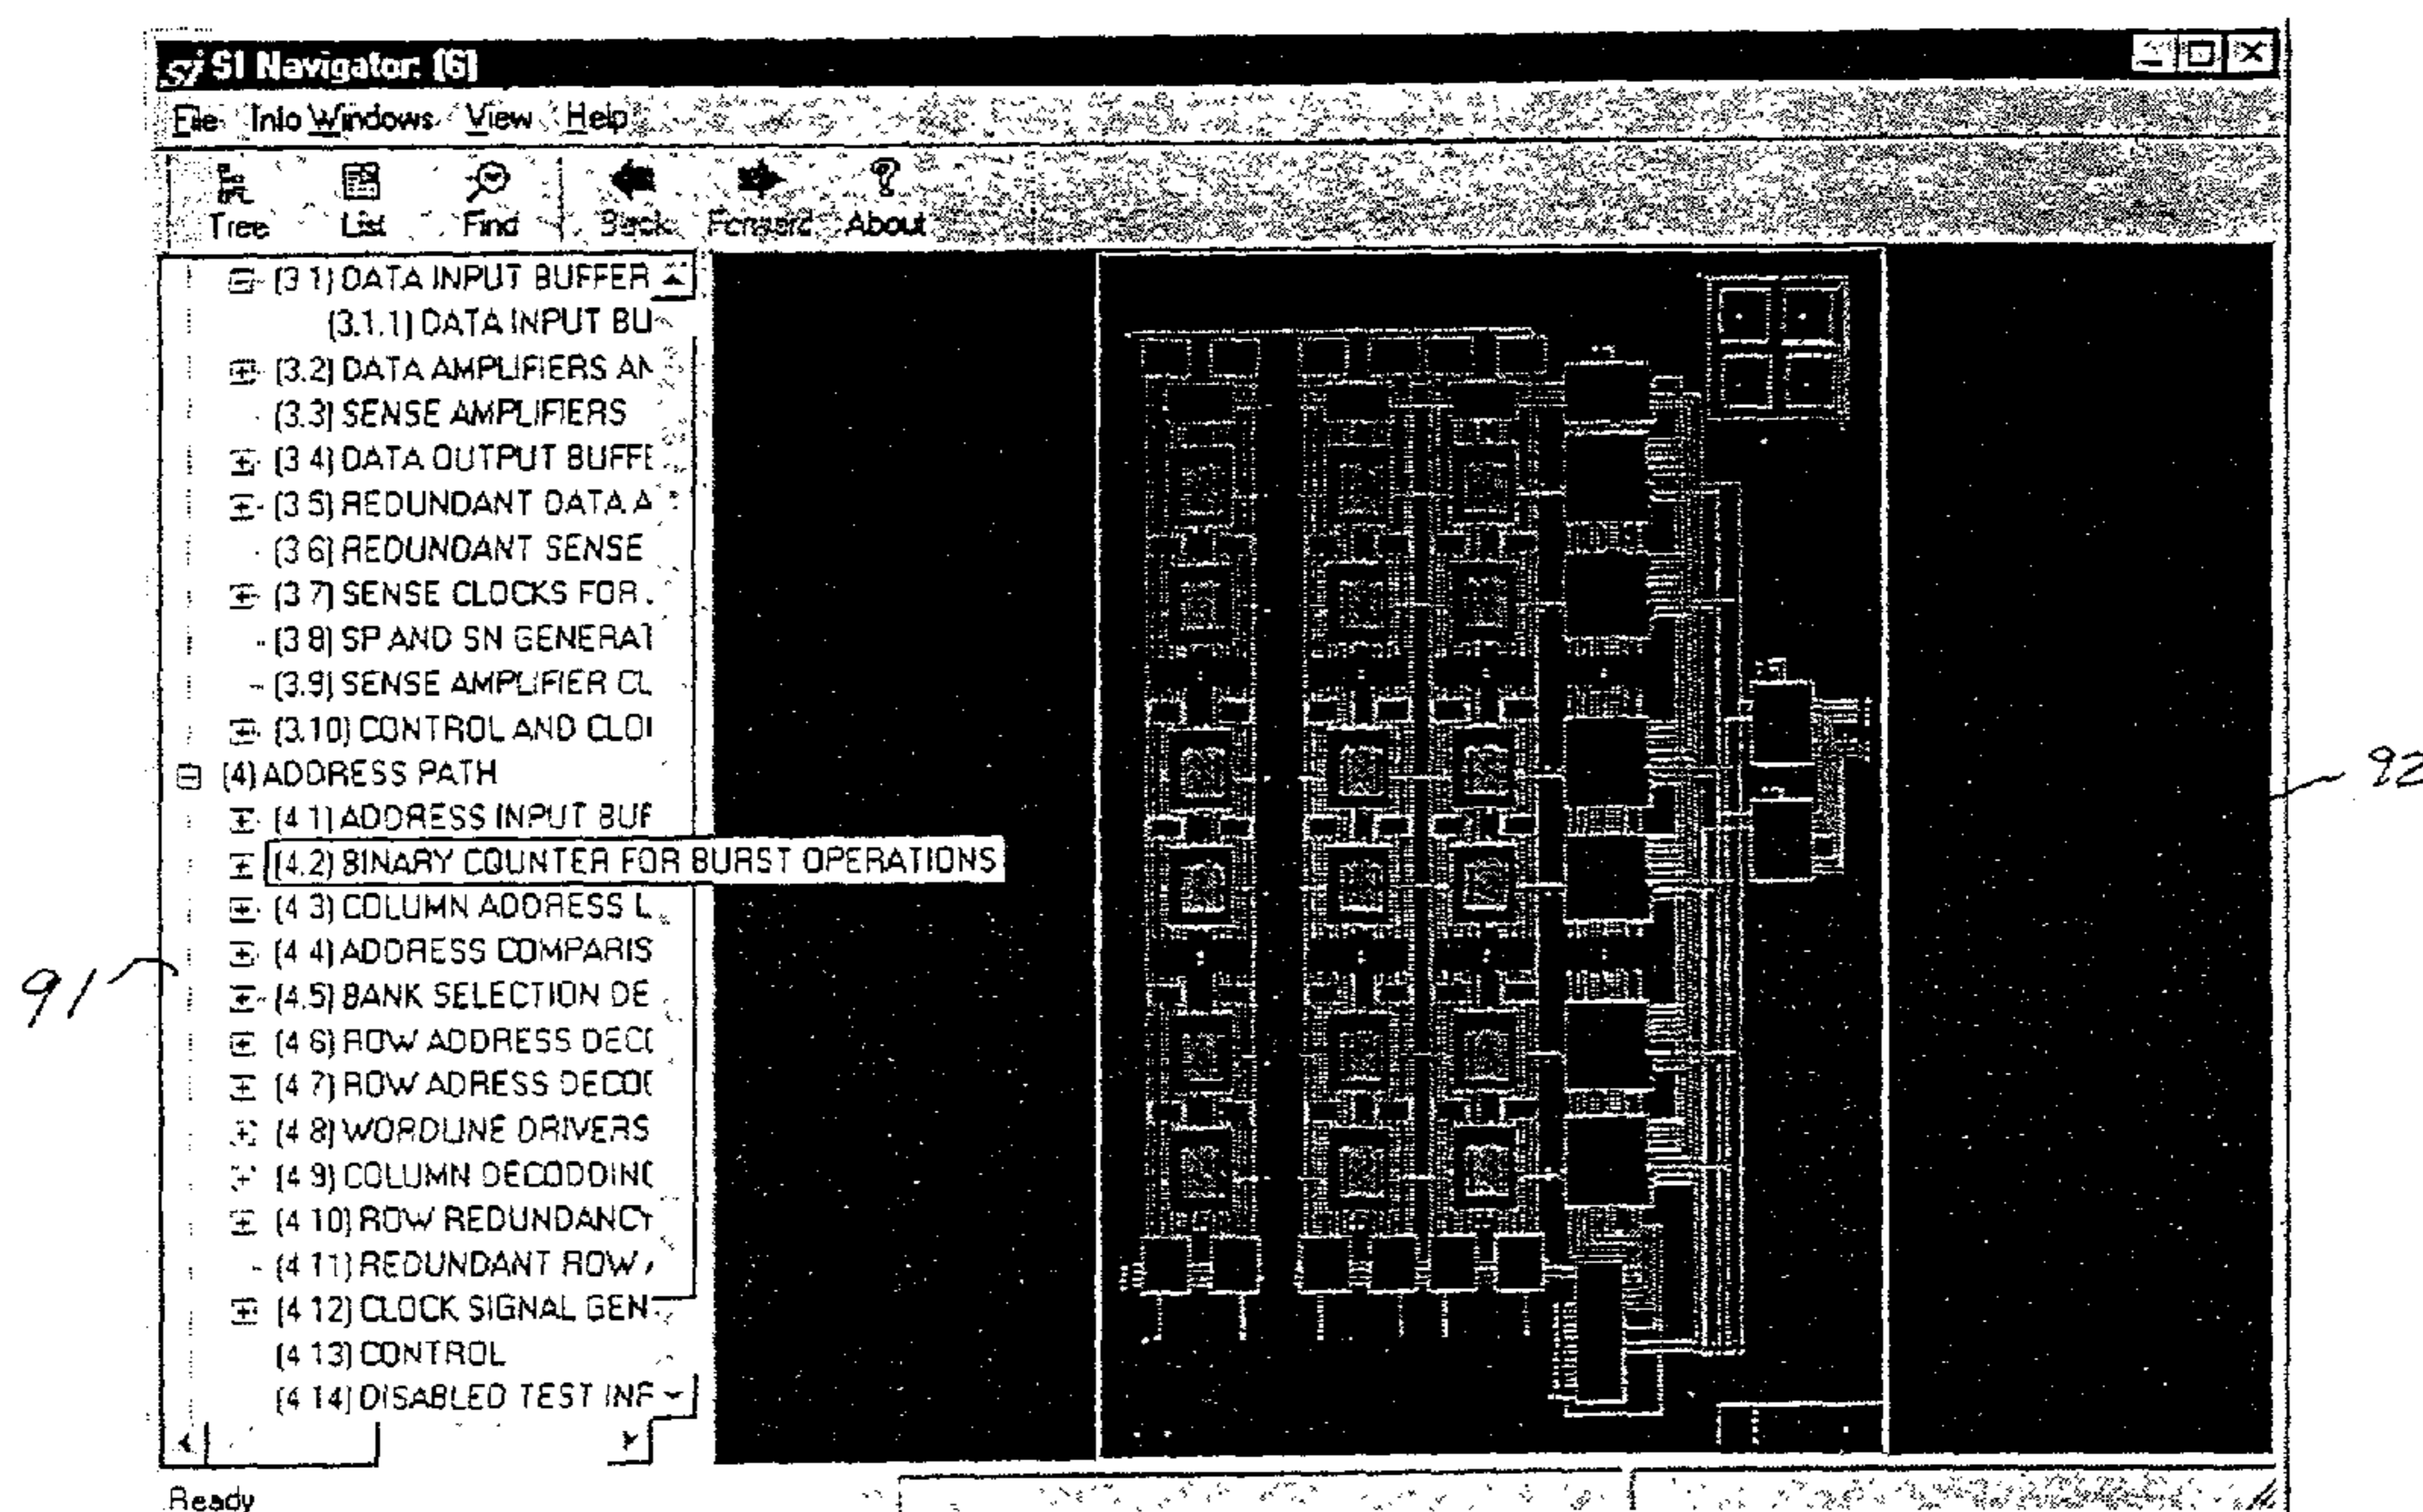 Si SI Navigator: [6]
File Info Windows View Help
Tree List Find Back Forward About
(3 1) DATA INPUT BUFFER
(3.1.1) DATA INPUT BU
(3.2) DATA AMPLIFIERS AN
(3.3) SENSE AMPLIFIERS
(3 4) DATA OUTPUT BUFFE
(3 5) REDUNDANT DATA A
(3 6) REDUNDANT SENSE
(3 7) SENSE CLOCKS FOR
(3 8) SP AND SN GENERAT
(3.9) SENSE AMPLIFIER CL
(3.10) CONTROL AND CLO
(4) ADDRESS PATH
92
(4 1) ADDRESS INPUT BUF
(4.2) BINARY COUNTER FOR BURST OPERATIONS
(4 3) COLUMN ADDRESS L
(4 4) ADDRESS COMPARIS
91
(4.5) BANK SELECTION DE
(4 6) ROW ADDRESS DEC
(4 7) ROW ADRESS DECO
(4 8) WORDLINE DRIVERS
(4 9) COLUMN DECODDING
(4 10) ROW REDUNDANCY
(4 11) REDUNDANT ROW
(4 12) CLOCK SIGNAL GEN
(4 13) CONTROL
(4 14) DISABLED TEST INP
Ready